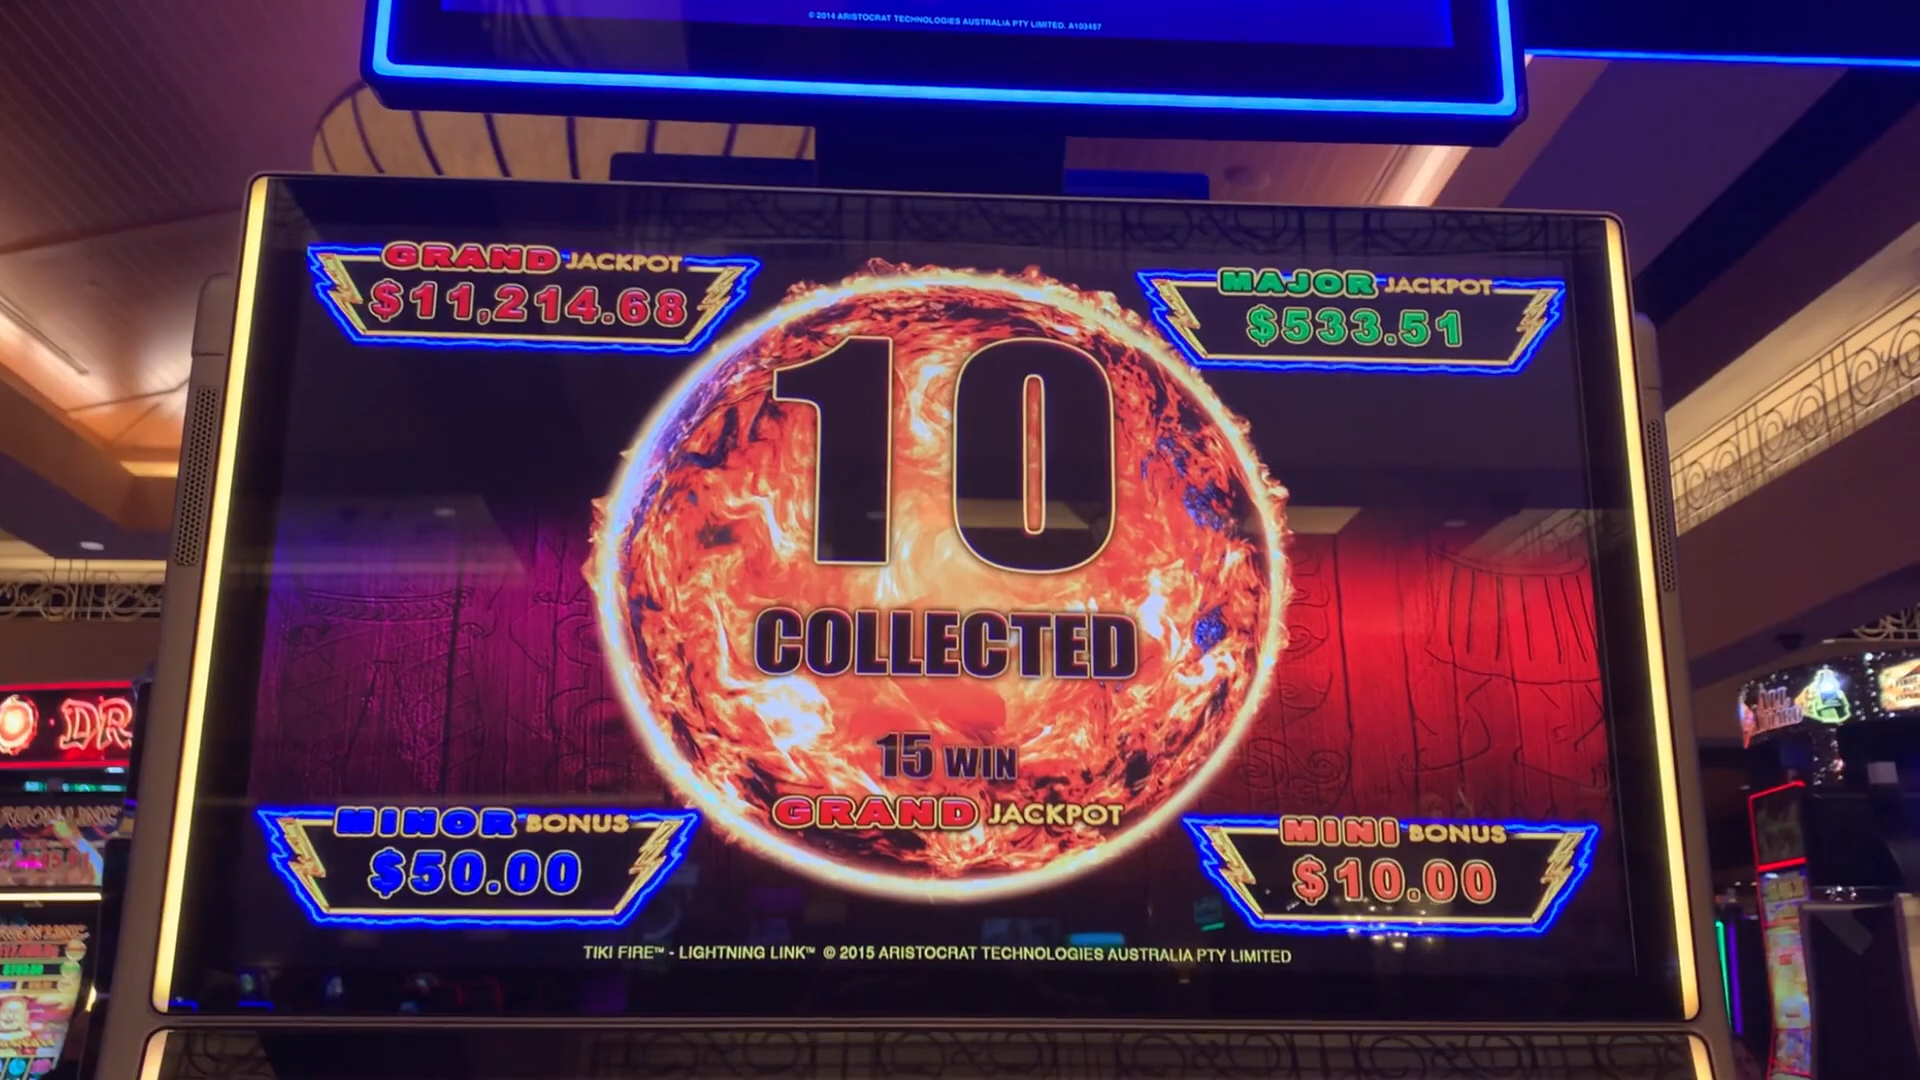 © 2014 ARISTOCRAT TECHNOLOGIES AUSTRALIA PTY LIMITED. A103457
GRAND JACKPOT
$11,214.68
MAJOR JACKPOT
$533.51
10
COLLECTED
15 WIN
GRAND JACKPOT
MINOR BONUS
$50.00
MINI BONUS
$10.00
TIKI FIRE™ - LIGHTNING LINK™ © 2015 ARISTOCRAT TECHNOLOGIES AUSTRALIA PTY LIMITED
DR